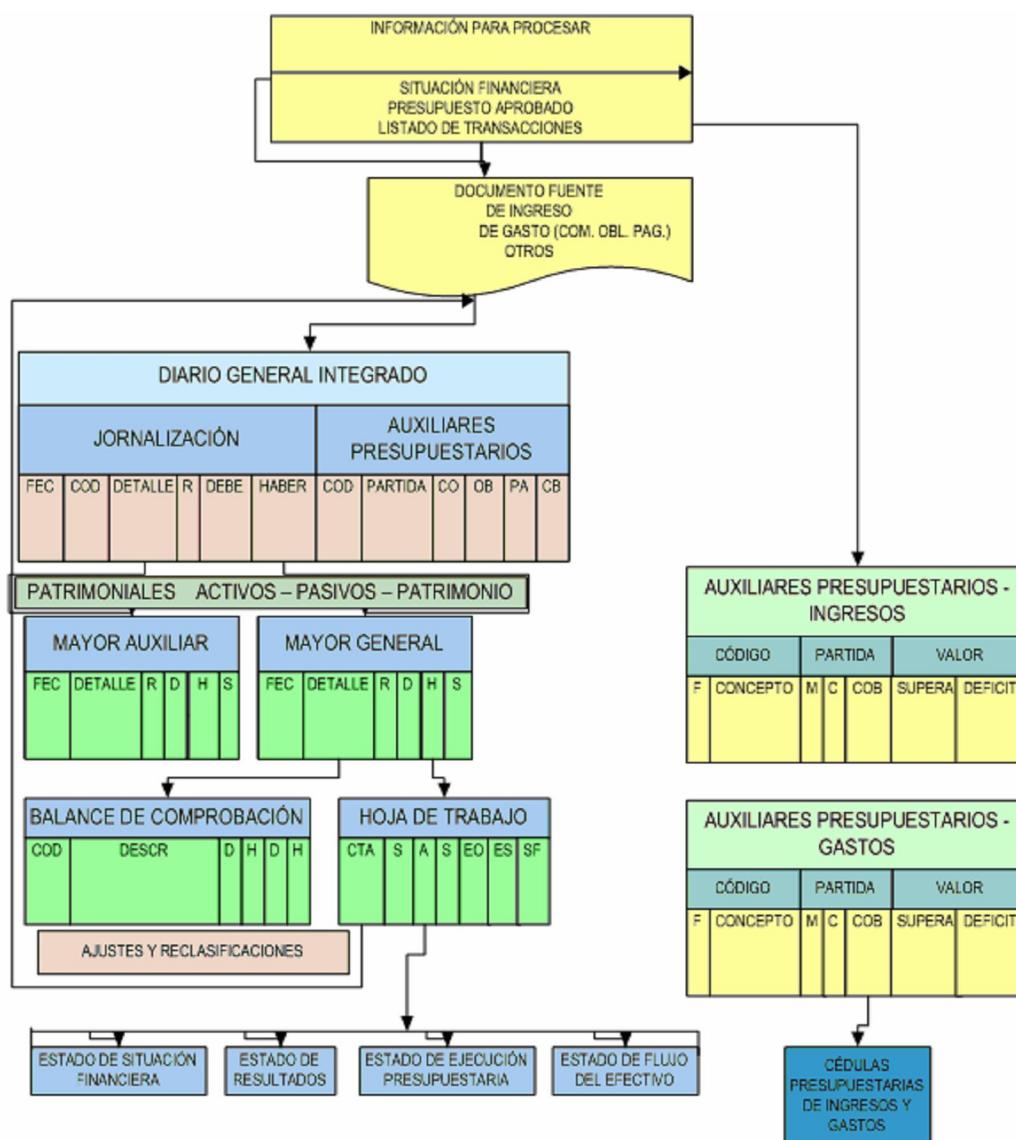 INFORMACIÓN PARA PROCESAR
SITUACIÓN FINANCIERA
PRESUPUESTO APROBADO
LISTADO DE TRANSACCIONES
DOCUMENTO FUENTE
DE INGRESO
DE GASTO (COM. OBL. PAG.)
OTROS
DIARIO GENERAL INTEGRADO
JORNALIZACIÓN
AUXILIARES
PRESUPUESTARIOS
FEC COD DETALLE R DEBE HABER COD PARTIDA CO OB PA CB
PATRIMONIALES ACTIVOS – PASIVOS – PATRIMONIO
MAYOR AUXILIAR
FEC DETALLE R D H S
MAYOR GENERAL
FEC DETALLE R D H S
BALANCE DE COMPROBACIÓN
COD DESCR D H D H
HOJA DE TRABAJO
CTA S A S EO ES SF
AJUSTES Y RECLASIFICACIONES
ESTADO DE SITUACIÓN
FINANCIERA
ESTADO DE
RESULTADOS
ESTADO DE EJECUCIÓN
PRESUPUESTARIA
ESTADO DE FLUJO
DEL EFECTIVO
AUXILIARES PRESUPUESTARIOS -
INGRESOS
CÓDIGO PARTIDA VALOR
F CONCEPTO M C COB SUPERA DEFICIT
AUXILIARES PRESUPUESTARIOS -
GASTOS
CÓDIGO PARTIDA VALOR
F CONCEPTO M C COB SUPERA DEFICIT
CÉDULAS
PRESUPUESTARIAS
DE INGRESOS Y
GASTOS